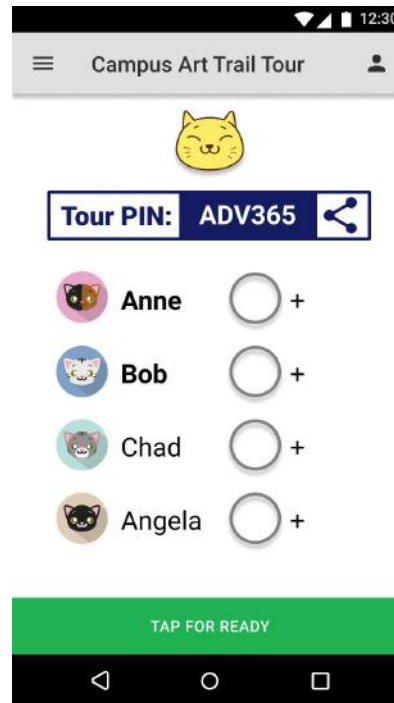 12:30
Campus Art Trail Tour
Tour PIN: ADV365
Anne +
Bob +
Chad +
Angela +
TAP FOR READY